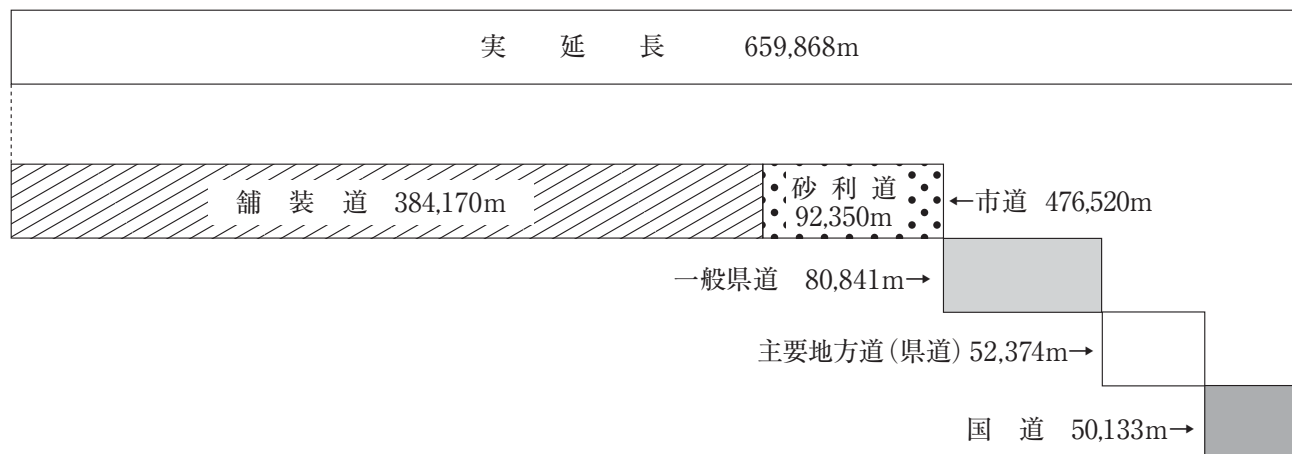 実延長 659,868m
舗装道 384,170m
砂利道
92,350m
←市道 476,520m
一般県道 80,841m→
主要地方道(県道)52,374m→
国道 50,133m→